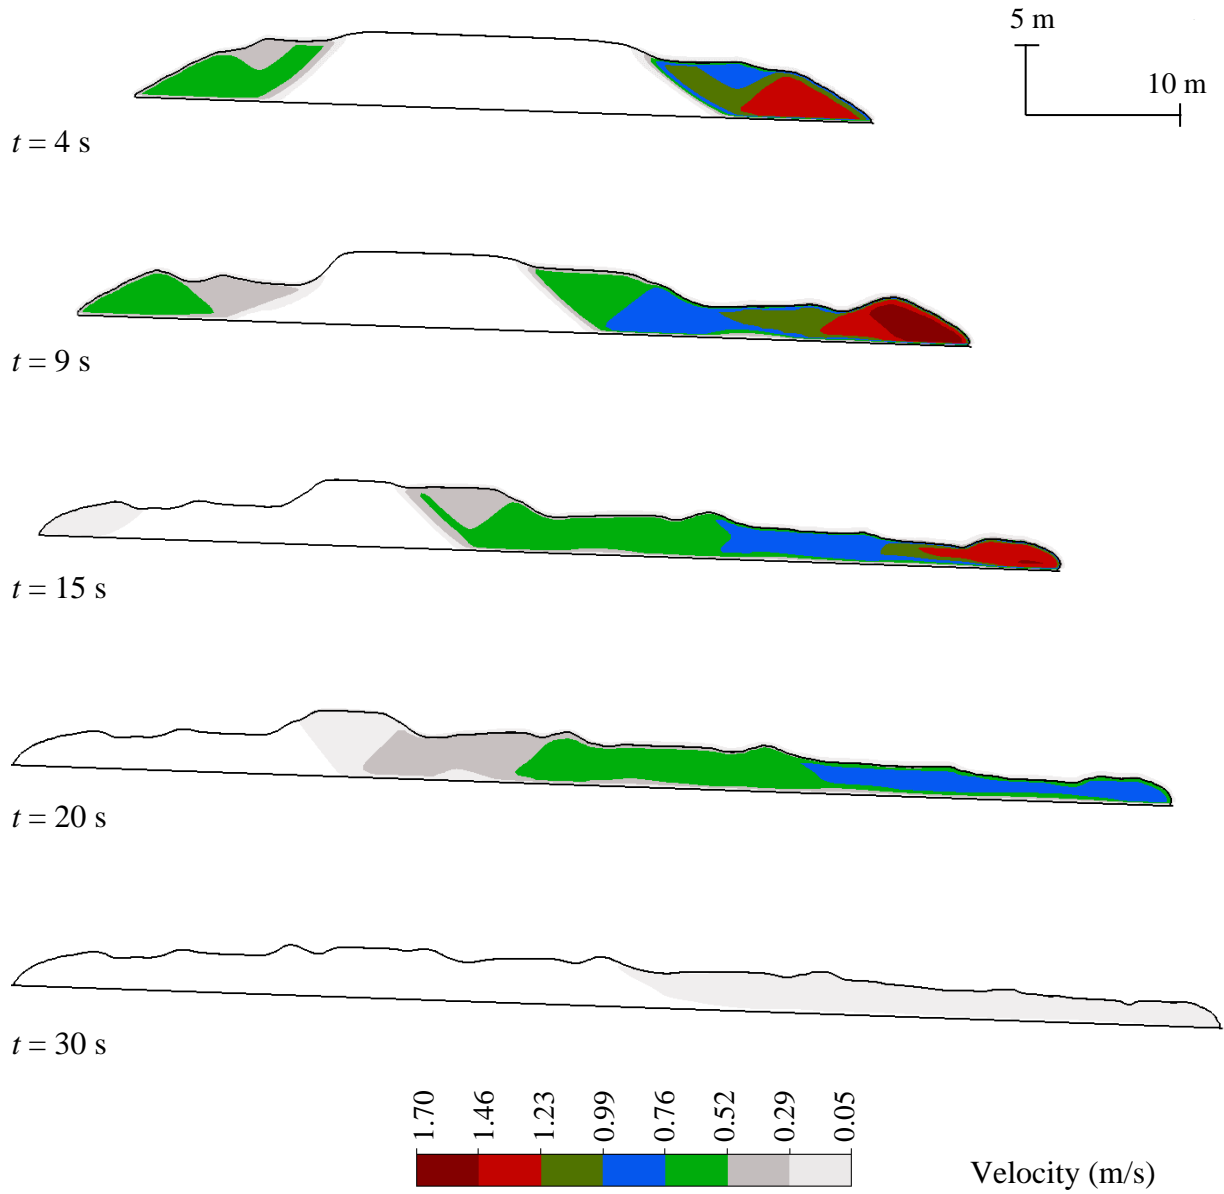 5 m
10 m
t = 4 s
t = 9 s
t = 15 s
t = 20 s
t = 30 s
1.70 1.46 1.23 0.99 0.76 0.52 0.29 0.05
Velocity (m/s)